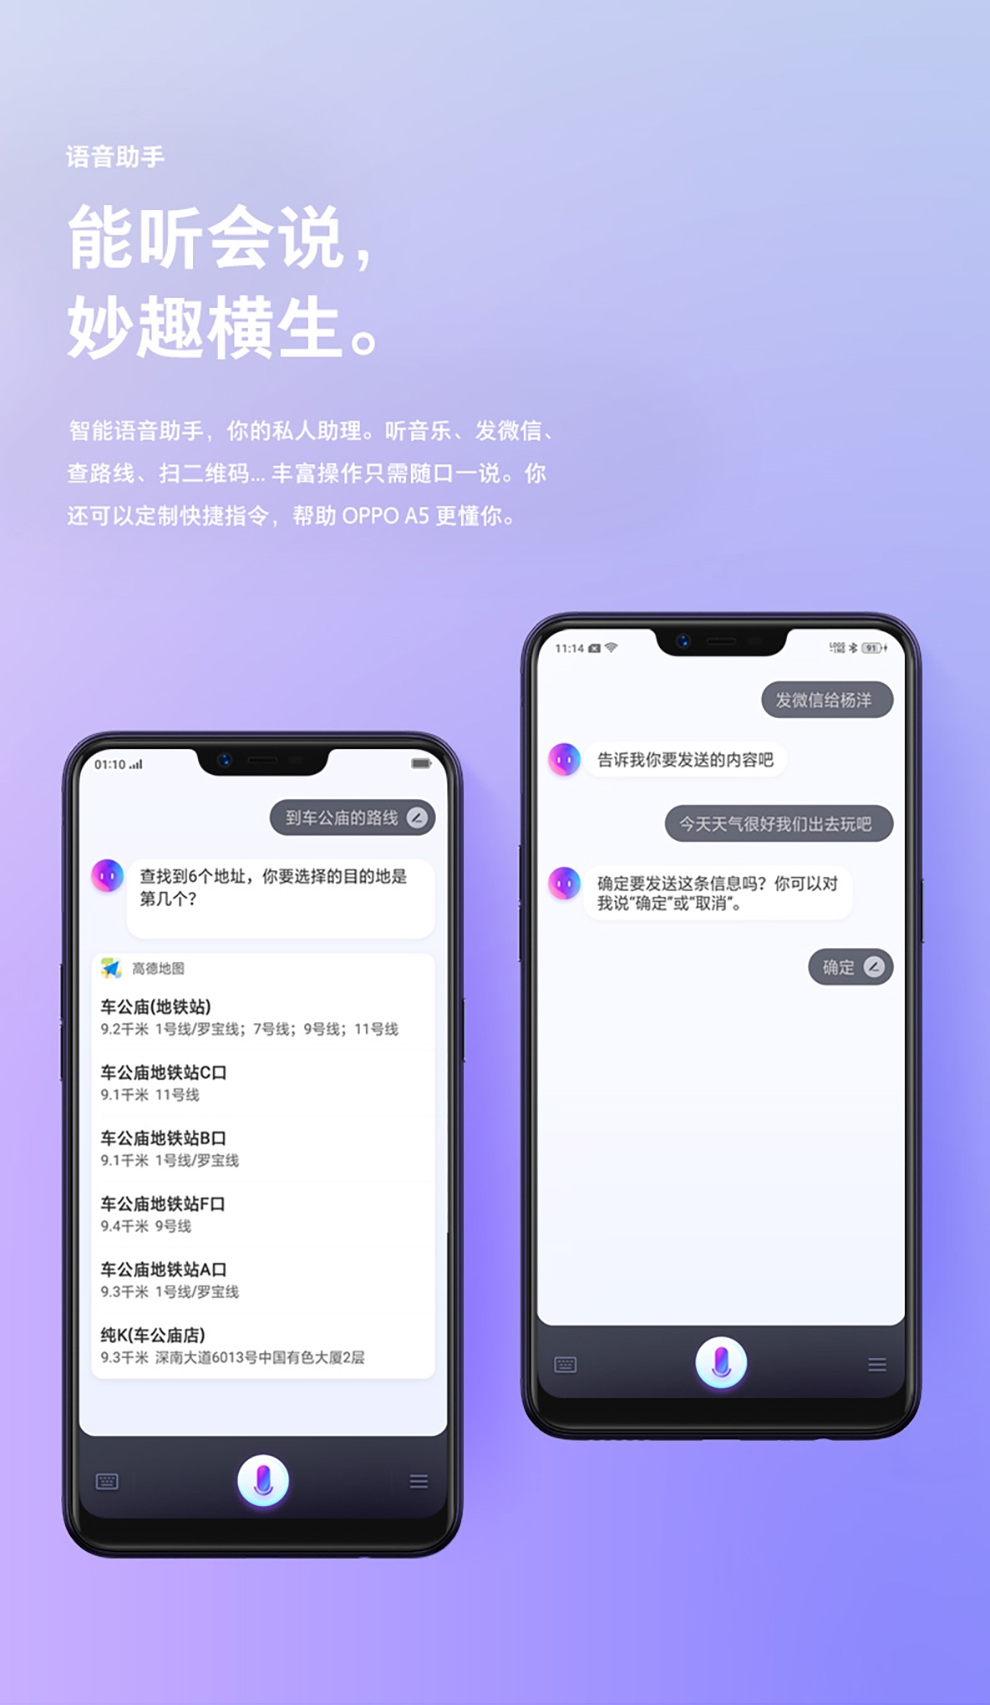 语音助手
能听会说，
妙趣横生。
智能语音助手，你的私人助理。听音乐、发微信、
查路线、扫二维码... 丰富操作只需随口一说。你
还可以定制快捷指令，帮助 OPPO A5 更懂你。
01:10
到车公庙的路线
查找到6个地址，你要选择的目的地是
第几个？
高德地图
车公庙(地铁站)
9.2千米 1号线/罗宝线；7号线；9号线；11号线
车公庙地铁站C口
9.1千米 11号线
车公庙地铁站B口
9.1千米 1号线/罗宝线
车公庙地铁站F口
9.4千米 9号线
车公庙地铁站A口
9.3千米 1号线/罗宝线
纯K(车公庙店)
9.3千米 深南大道6013号中国有色大厦2层
11:14
91
发微信给杨洋
告诉我你要发送的内容吧
今天天气很好我们出去玩吧
确定要发送这条信息吗？你可以对
我说"确定"或"取消"。
确定